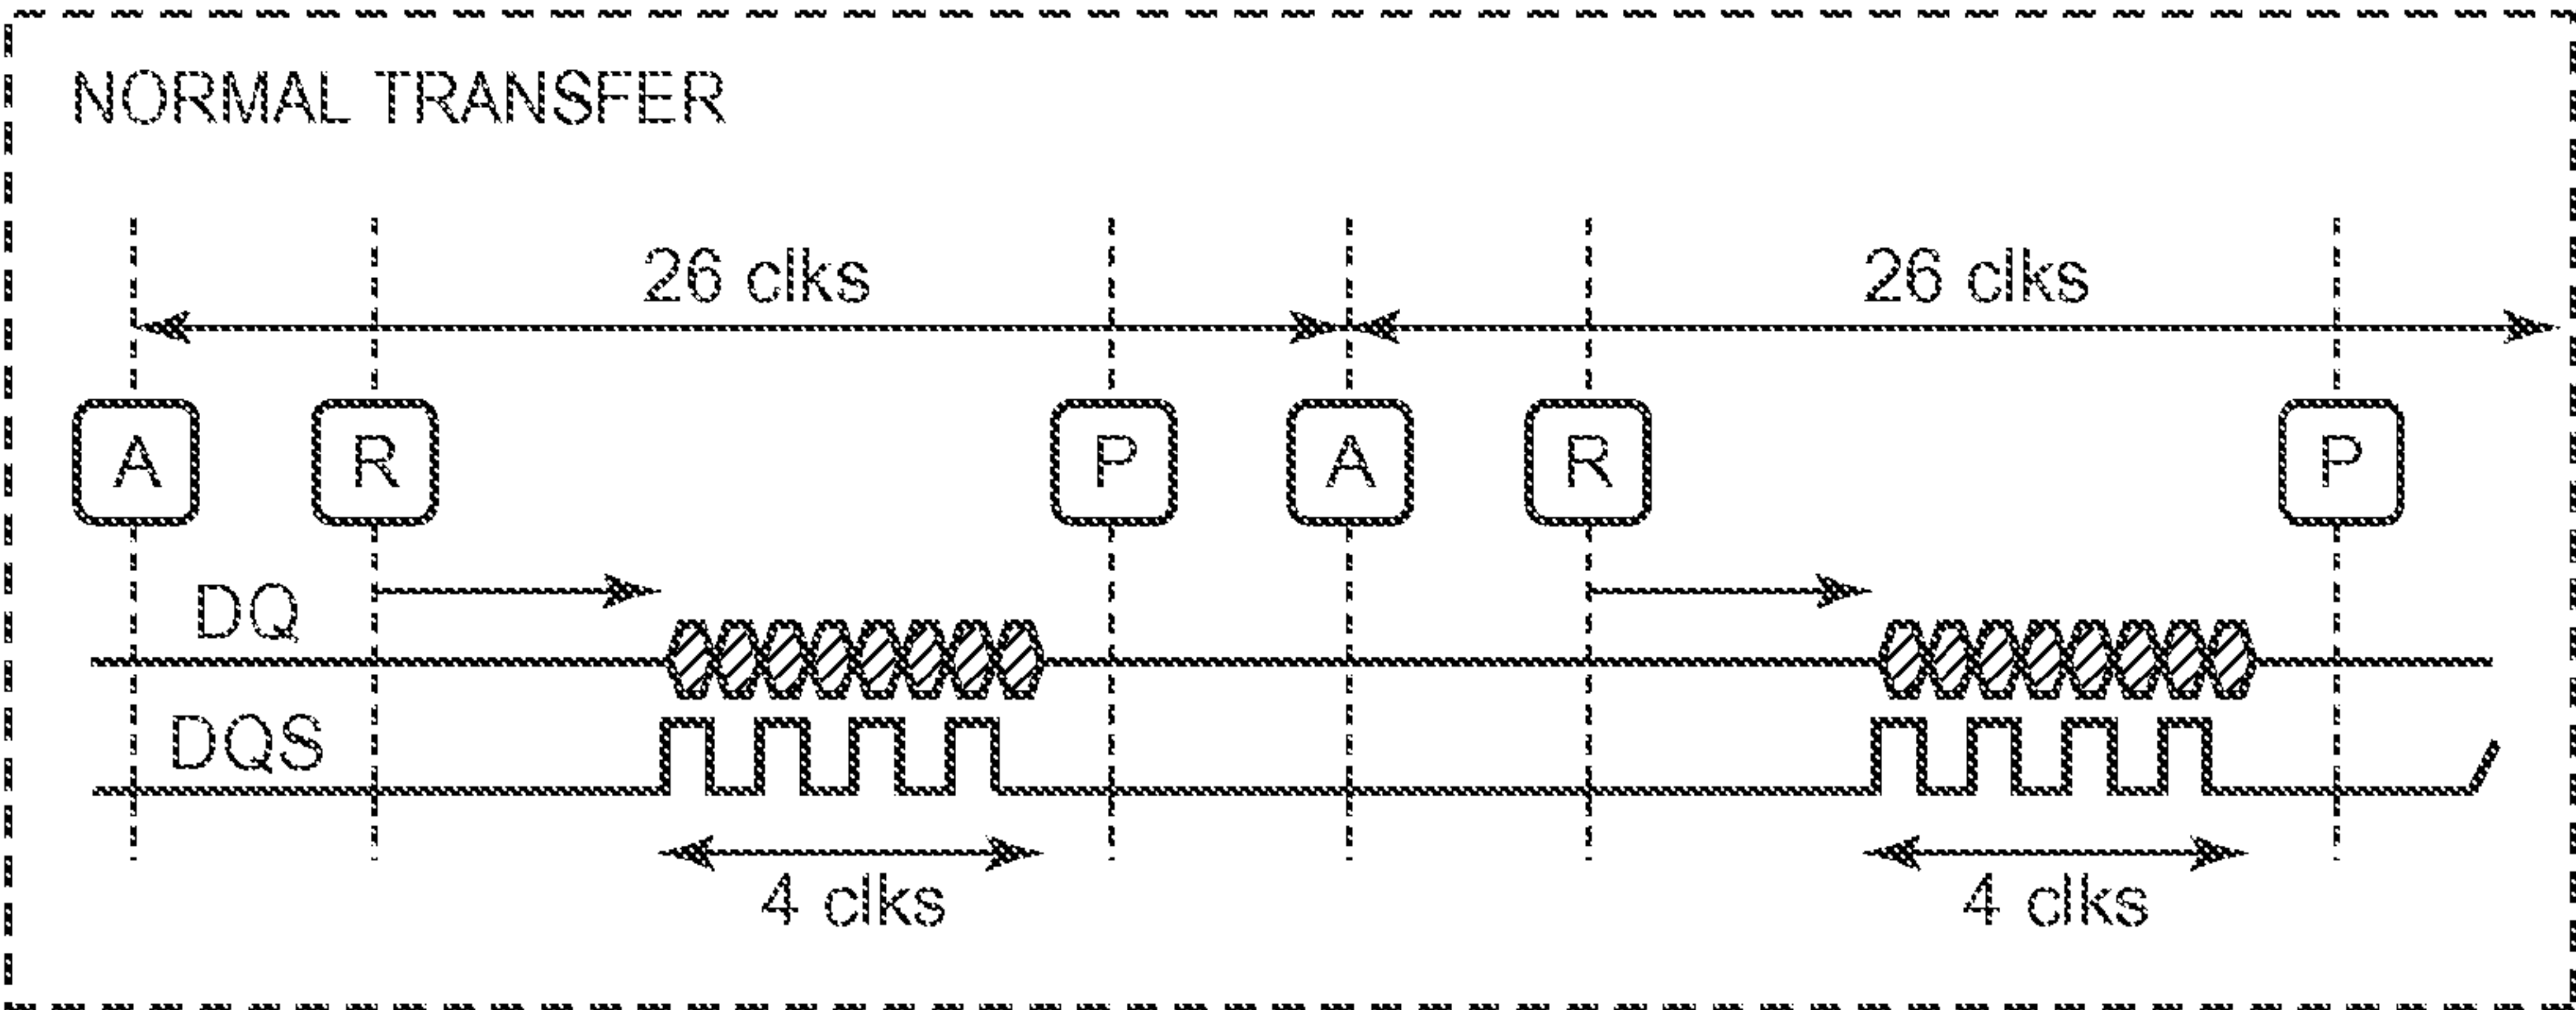 NORMAL TRANSFER
26 clks 26 clks
A R P A R P
DQ
DQS
4 clks 4 clks